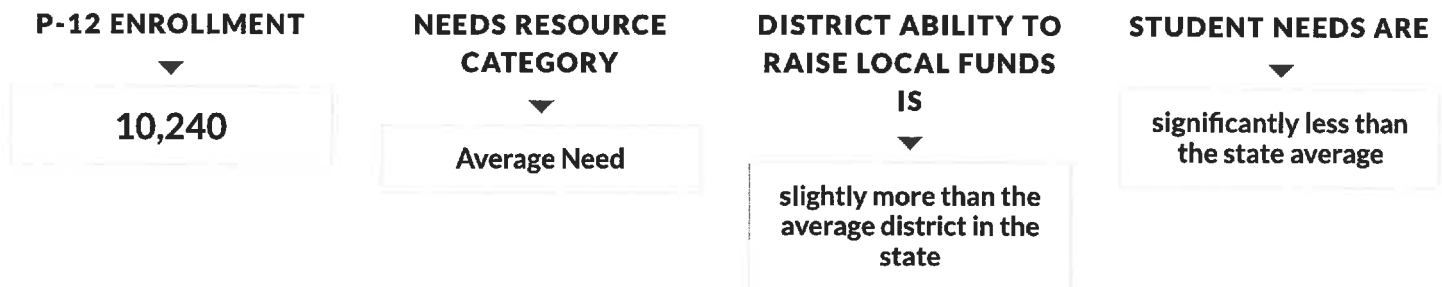 P-12 ENROLLMENT
10,240
NEEDS RESOURCE
CATEGORY
Average Need
DISTRICT ABILITY TO
RAISE LOCAL FUNDS
IS
slightly more than the
average district in the
state
STUDENT NEEDS ARE
significantly less than
the state average